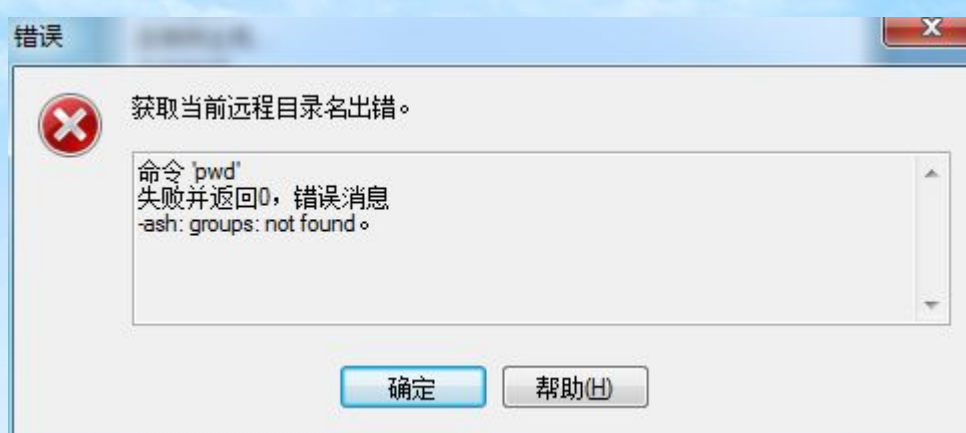 错误
获取当前远程目录名出错。
命令 'pwd'
失败并返回0，错误消息
-ash: groups: not found。
确定
帮助(H)